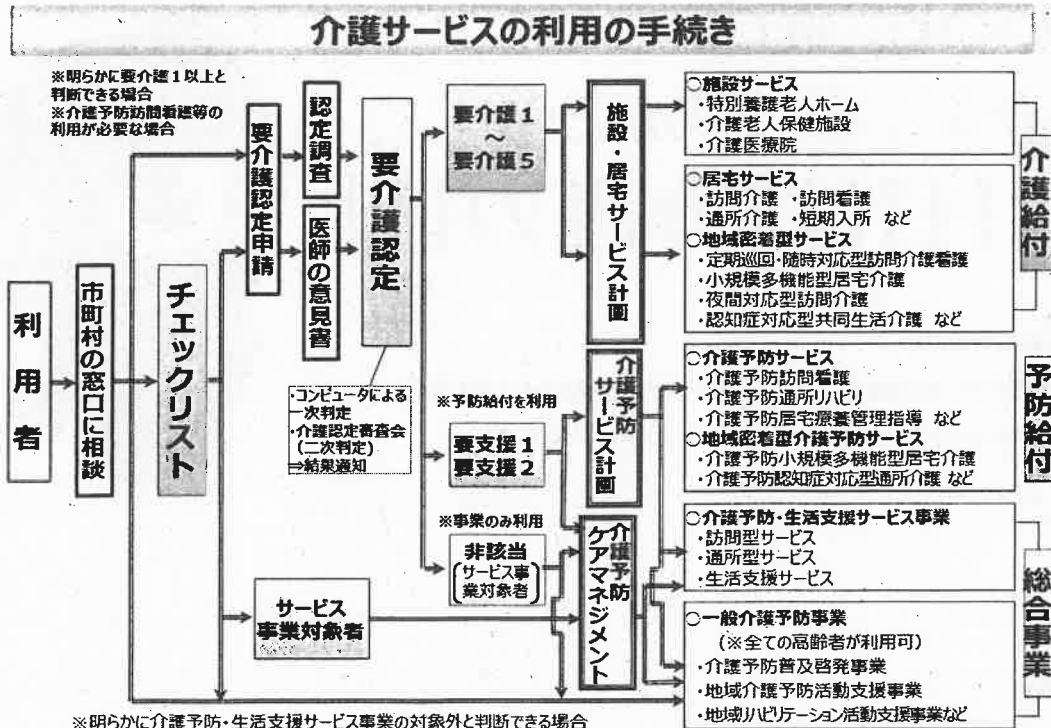 介護サービスの利用の手続き
※明らかに要介護1以上と
判断できる場合
※介護予防訪問看護等の
利用が必要な場合
利用者
市町村の窓口に相談
チェックリスト
要介護認定申請
認定調査
医師の意見書
要介護認定
・コンピュータによる
一次判定
・介護認定審査会
(二次判定)
⇒結果通知
サービス
事業対象者
要介護1
~
要介護5
※予防給付を利用
要支援1
要支援2
※事業のみ利用
非該当
(サービス事
業対象者)
施設・居宅サービス計画
介護予防
サービス計画
介護予防
ケアマネジメント
○施設サービス
・特別養護老人ホーム
・介護老人保健施設
・介護医療院
○居宅サービス
・訪問介護 ・訪問看護
・通所介護 ・短期入所 など
○地域密着型サービス
・定期巡回・随時対応型訪問介護看護
・小規模多機能型居宅介護
・夜間対応型訪問介護
・認知症対応型共同生活介護 など
介護給付
○介護予防サービス
・介護予防訪問看護
・介護予防通所リハビリ
・介護予防居宅療養管理指導 など
○地域密着型介護予防サービス
・介護予防小規模多機能型居宅介護
・介護予防認知症対応型通所介護 など
予防給付
○介護予防・生活支援サービス事業
・訪問型サービス
・通所型サービス
・生活支援サービス
○一般介護予防事業
(※全ての高齢者が利用可)
・介護予防普及啓発事業
・地域介護予防活動支援事業
・地域リハビリテーション活動支援事業など
総合事業
※明らかに介護予防・生活支援サービス事業の対象外と判断できる場合